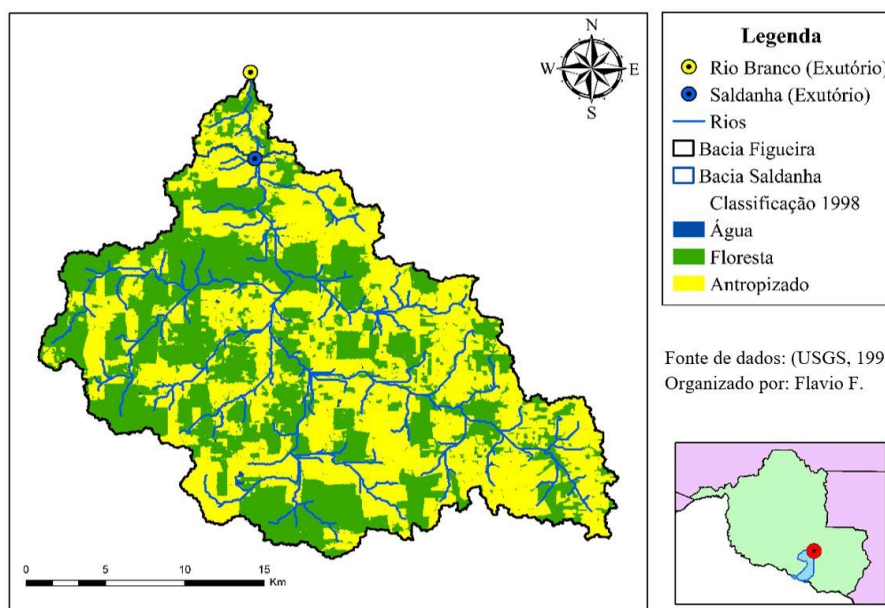 N
W
E
S
0
5
10
15
Km
Legenda
Rio Branco (Exutório)
Saldanha (Exutório)
Rios
Bacia Figueira
Bacia Saldanha
Classificação 1998
Água
Floresta
Antropizado
Fonte de dados: (USGS, 199
Organizado por: Flavio F.